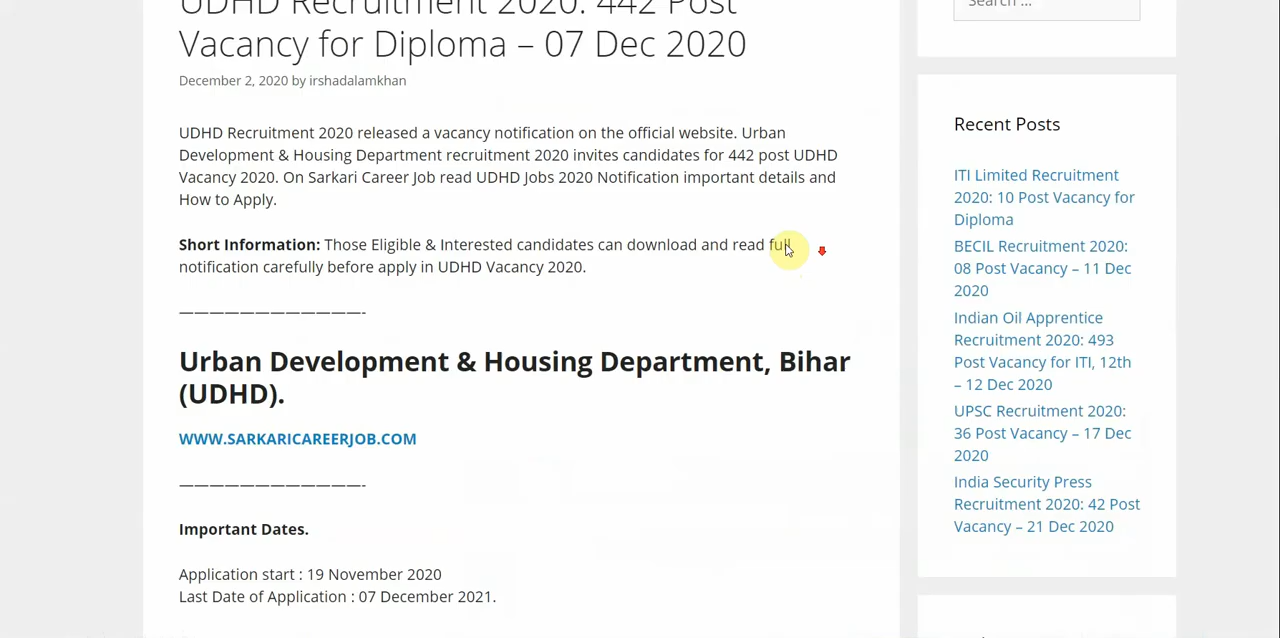 UDHD Recruitment 2020: 442 Post
Vacancy for Diploma – 07 Dec 2020
December 2, 2020 by irshadalamkhan
UDHD Recruitment 2020 released a vacancy notification on the official website. Urban
Development & Housing Department recruitment 2020 invites candidates for 442 post UDHD
Vacancy 2020. On Sarkari Career Job read UDHD Jobs 2020 Notification important details and
How to Apply.
Short Information: Those Eligible & Interested candidates can download and read full
notification carefully before apply in UDHD Vacancy 2020.
————————————-
Urban Development & Housing Department, Bihar
(UDHD).
WWW.SARKARICAREERJOB.COM
————————————-
Important Dates.
Application start : 19 November 2020
Last Date of Application : 07 December 2021.
Search ...
Recent Posts
ITI Limited Recruitment
2020: 10 Post Vacancy for
Diploma
BECIL Recruitment 2020:
08 Post Vacancy – 11 Dec
2020
Indian Oil Apprentice
Recruitment 2020: 493
Post Vacancy for ITI, 12th
– 12 Dec 2020
UPSC Recruitment 2020:
36 Post Vacancy – 17 Dec
2020
India Security Press
Recruitment 2020: 42 Post
Vacancy – 21 Dec 2020